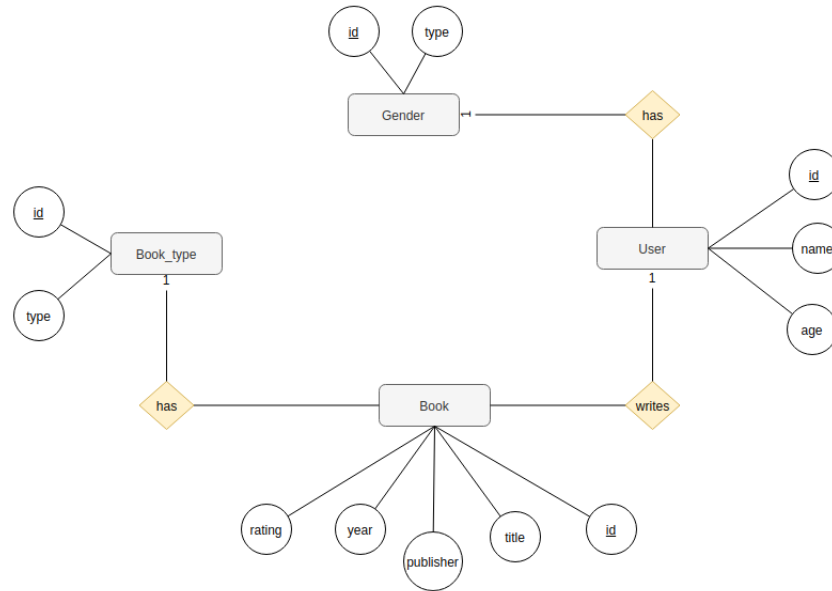 id
type
Gender
1
has
id
id
Book_type
User
name
1
1
type
age
has
Book
writes
rating
year
publisher
title
id